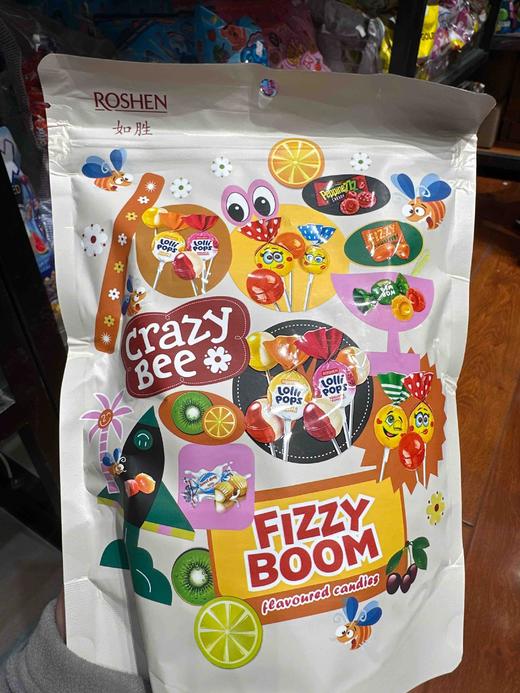 ROSHEN
如胜
FIZZY
LOLLI
POPS
LOLLI
POPS
Crazy
Bee
LOLLI
POPS
LOLLI
POPS
FIZZY
BOOM
flavoured candies